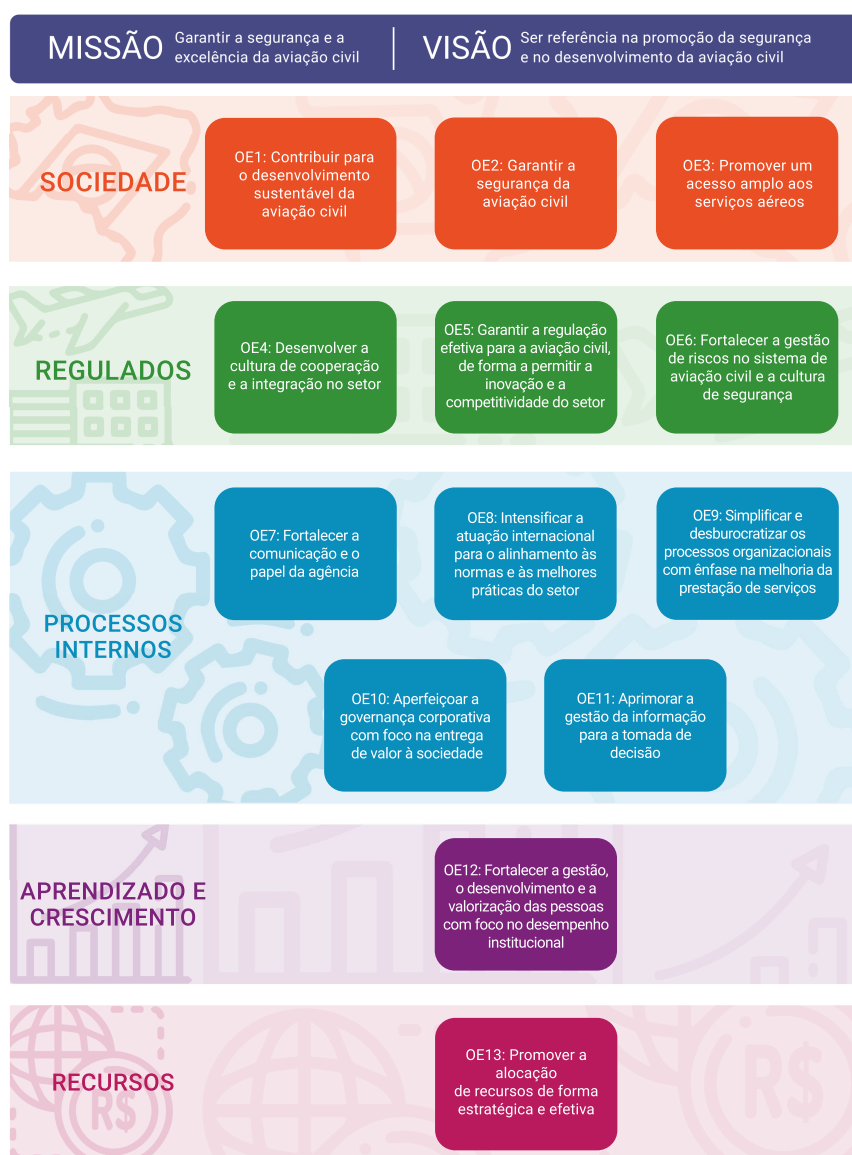 MISSÃO
Garantir a segurança e a
excelência da aviação civil
VISÃO
Ser referência na promoção da segurança
e no desenvolvimento da aviação civil
SOCIEDADE
OE1: Contribuir para
o desenvolvimento
sustentável da
aviação civil
OE2: Garantir a
segurança da
aviação civil
OE3: Promover um
acesso amplo aos
serviços aéreos
REGULADOS
OE4: Desenvolver a
cultura de cooperação
e a integração no setor
OE5: Garantir a regulação
efetiva para a aviação civil,
de forma a permitir a
inovação e a
competitividade do setor
OE6: Fortalecer a gestão
de riscos no sistema de
aviação civil e a cultura
de segurança
PROCESSOS
INTERNOS
OE7: Fortalecer a
comunicação e o
papel da agência
OE8: Intensificar a
atuação internacional
para o alinhamento às
normas e às melhores
práticas do setor
OE9: Simplificar e
desburocratizar os
processos organizacionais
com ênfase na melhoria da
prestação de serviços
OE10: Aperfeiçoar a
governança corporativa
com foco na entrega
de valor à sociedade
OE11: Aprimorar a
gestão da informação
para a tomada de
decisão
APRENDIZADO E
CRESCIMENTO
OE12: Fortalecer a gestão,
o desenvolvimento e a
valorização das pessoas
com foco no desempenho
institucional
RECURSOS
R$
OE13: Promover a
alocação
de recursos de forma
estratégica e efetiva
R$